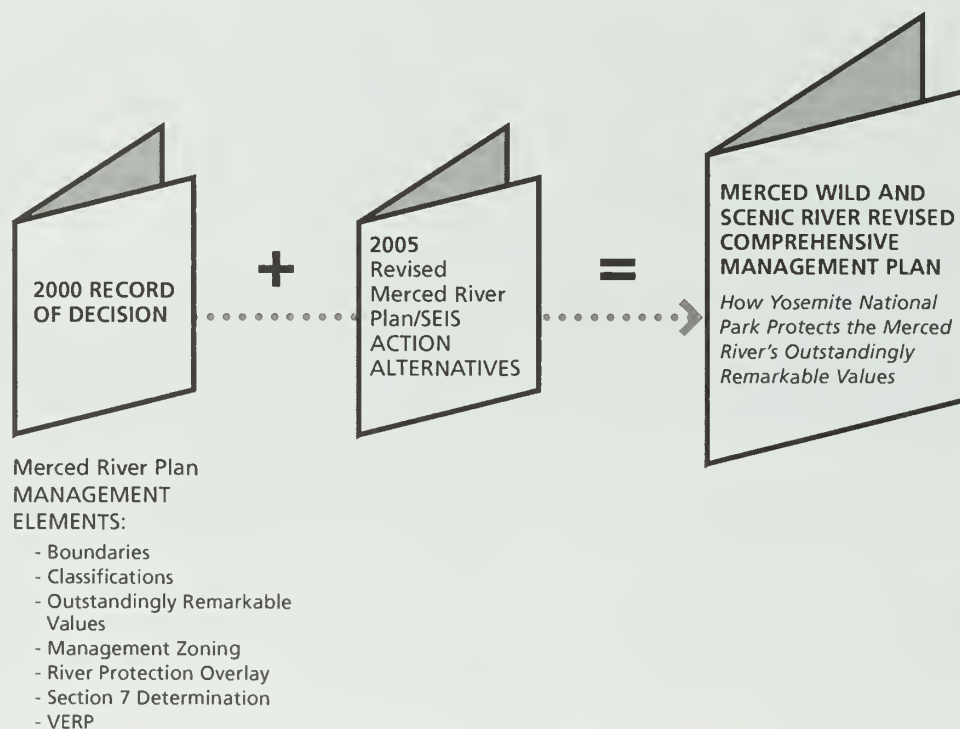 2000 RECORD
OF DECISION
+
2005
Revised
Merced River
Plan/SEIS
ACTION
ALTERNATIVES
=
MERCED WILD AND
SCENIC RIVER REVISED
COMPREHENSIVE
MANAGEMENT PLAN
How Yosemite National
Park Protects the Merced
River's Outstandingly
Remarkable Values
Merced River Plan
MANAGEMENT
ELEMENTS:
- Boundaries
- Classifications
- Outstandingly Remarkable
Values
- Management Zoning
- River Protection Overlay
- Section 7 Determination
- VERP